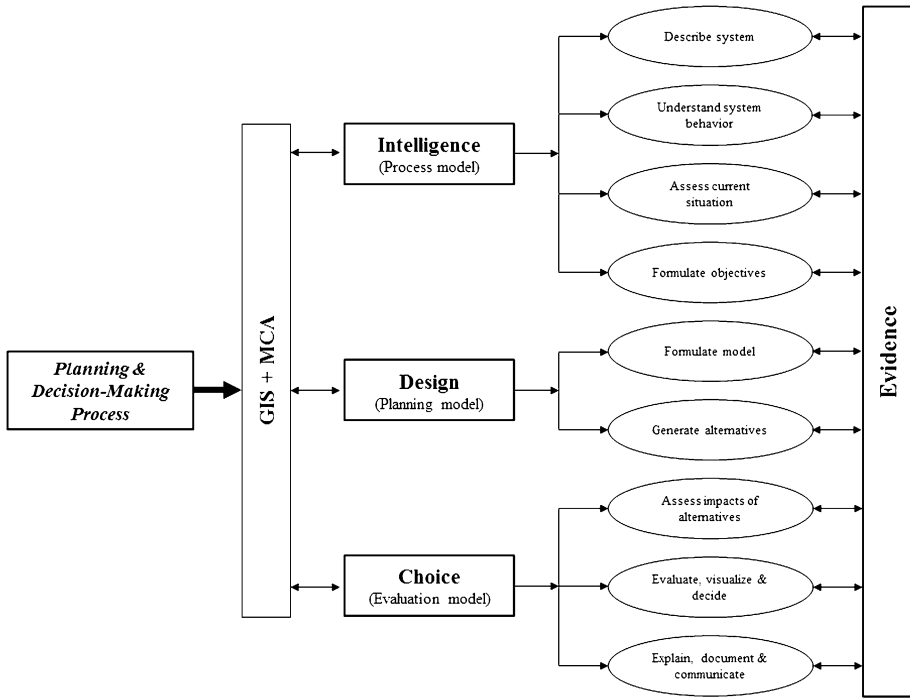 Planning &
Decision-Making
Process
GIS + MCA
Intelligence
(Process model)
Describe system
Understand system
behavior
Assess current
situation
Formulate objectives
Design
(Planning model)
Formulate model
Generate alternatives
Choice
(Evaluation model)
Assess impacts of
alternatives
Evaluate, visualize &
decide
Explain, document &
communicate
Evidence